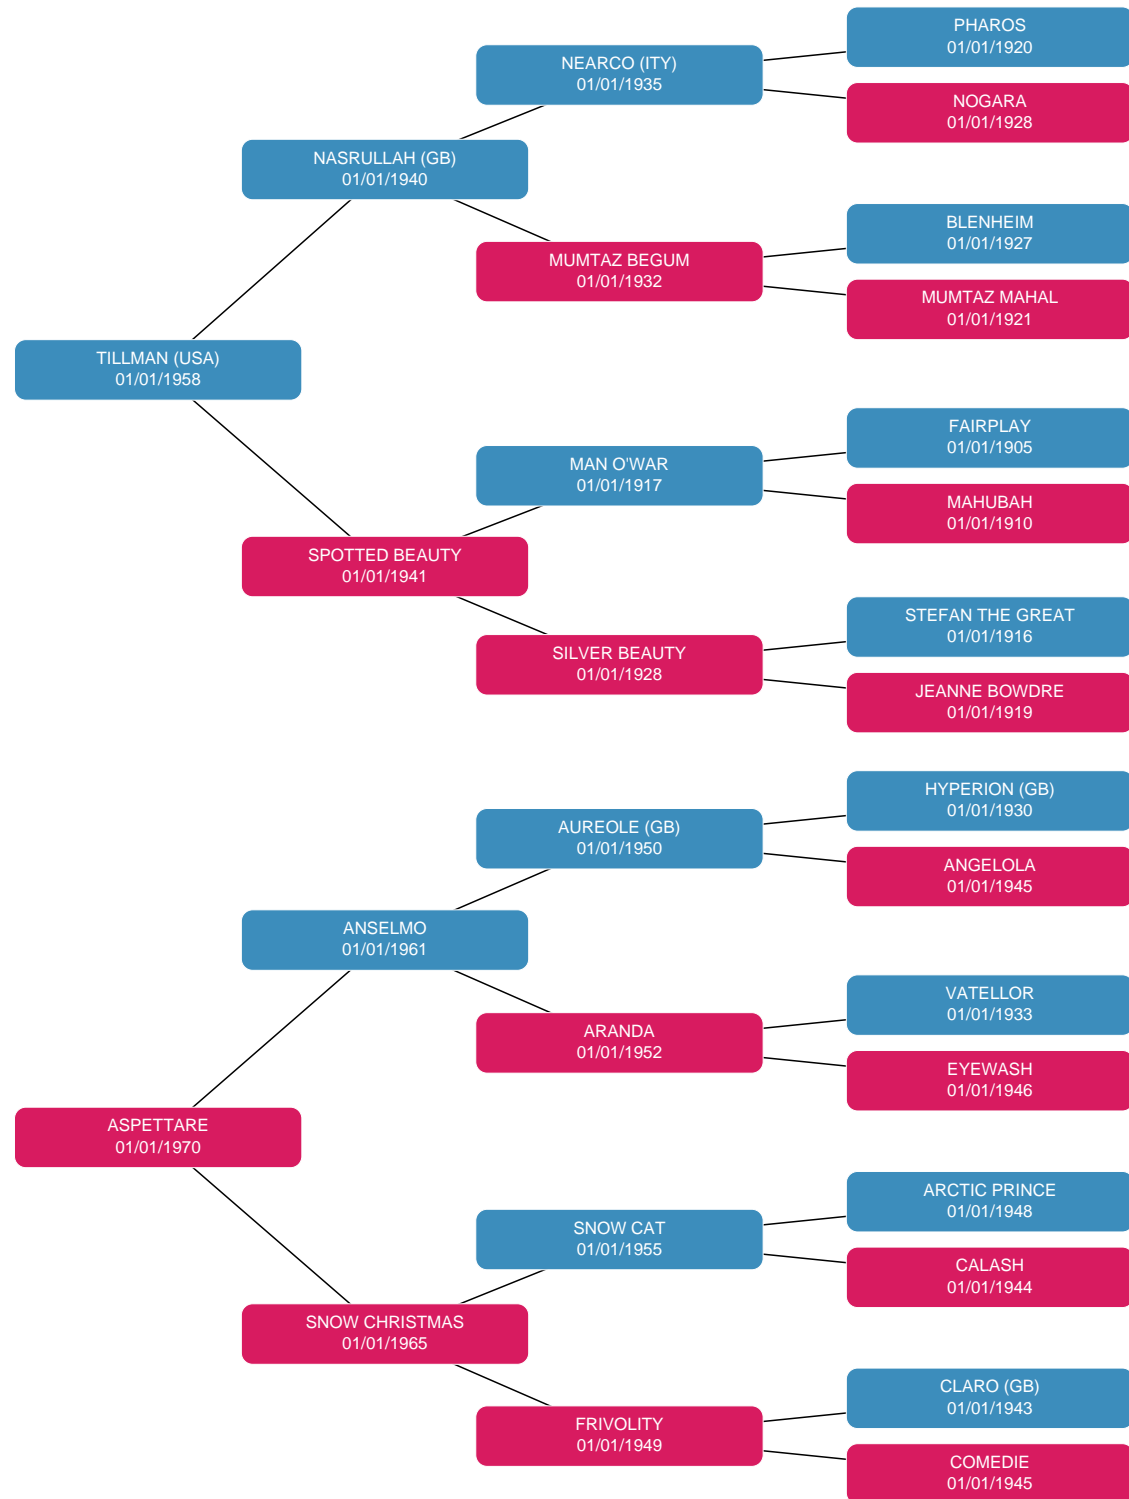 PHAROS
01/01/1920
NEARCO (ITY)
01/01/1935
NOGARA
01/01/1928
NASRULLAH (GB)
01/01/1940
BLENHEIM
01/01/1927
MUMTAZ BEGUM
01/01/1932
MUMTAZ MAHAL
01/01/1921
TILLMAN (USA)
01/01/1958
FAIRPLAY
01/01/1905
MAN O'WAR
01/01/1917
MAHUBAH
01/01/1910
SPOTTED BEAUTY
01/01/1941
STEFAN THE GREAT
01/01/1916
SILVER BEAUTY
01/01/1928
JEANNE BOWDRE
01/01/1919
HYPERION (GB)
01/01/1930
AUREOLE (GB)
01/01/1950
ANGELOLA
01/01/1945
ANSELMO
01/01/1961
VATELLOR
01/01/1933
ARANDA
01/01/1952
EYEWASH
01/01/1946
ASPETTARE
01/01/1970
ARCTIC PRINCE
01/01/1948
SNOW CAT
01/01/1955
CALASH
01/01/1944
SNOW CHRISTMAS
01/01/1965
CLARO (GB)
01/01/1943
FRIVOLITY
01/01/1949
COMEDIE
01/01/1945